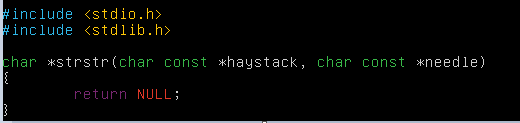 #include <stdio.h>
#include <stdlib.h>
char *strstr(char const *haystack, char const *needle)
{
        return NULL;
}